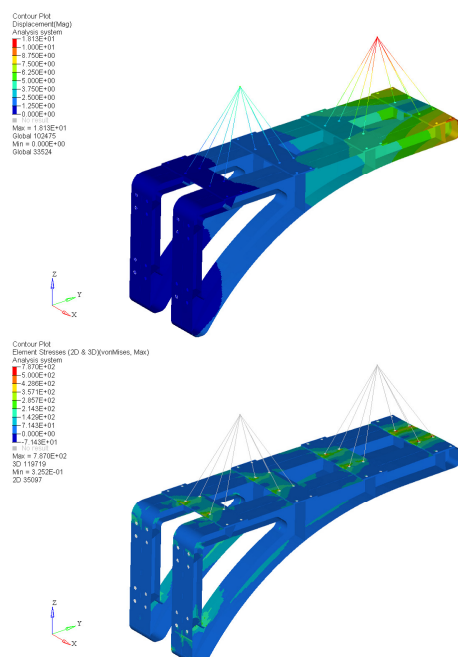 Contour Plot
Displacement(Mag)
Analysis system
1.813E+01
1.000E+01
8.750E+00
7.500E+00
6.250E+00
5.000E+00
3.750E+00
2.500E+00
1.250E+00
0.000E+00
No result
Max = 1.813E+01
Global 102475
Min = 0.000E+00
Global 33524
Z
Y
X
Contour Plot
Element Stresses (2D & 3D)(vonMises, Max)
Analysis system
7.870E+02
5.000E+02
4.286E+02
3.571E+02
2.857E+02
2.143E+02
1.429E+02
7.143E+01
0.000E+00
-7.143E+01
No result
Max = 7.870E+02
3D 119719
Min = 3.252E-01
2D 35097
Z
Y
X